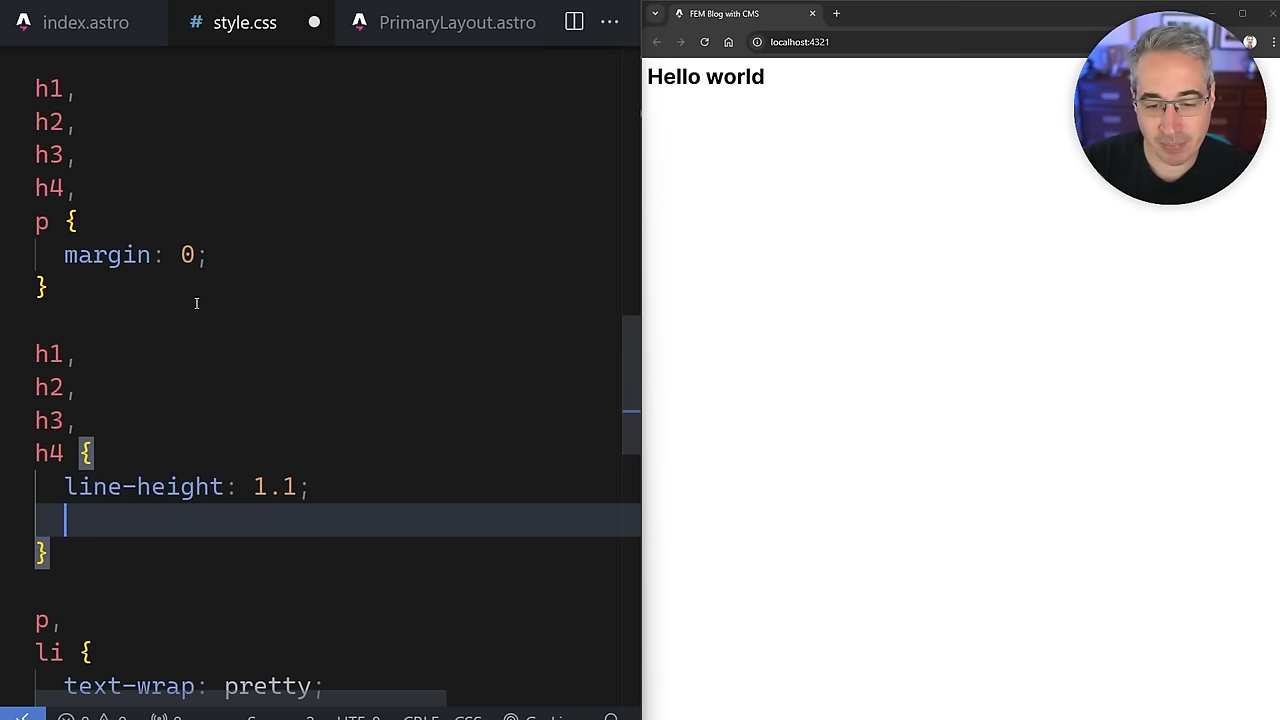 index.astro
# style.css
PrimaryLayout.astro
FEM Blog with CMS
localhost:4321
h1,
h2,
h3,
h4,
p {
margin: 0;
}
h1,
h2,
h3,
h4 {
line-height: 1.1;
}
p,
li {
text-wrap: pretty;
Hello world